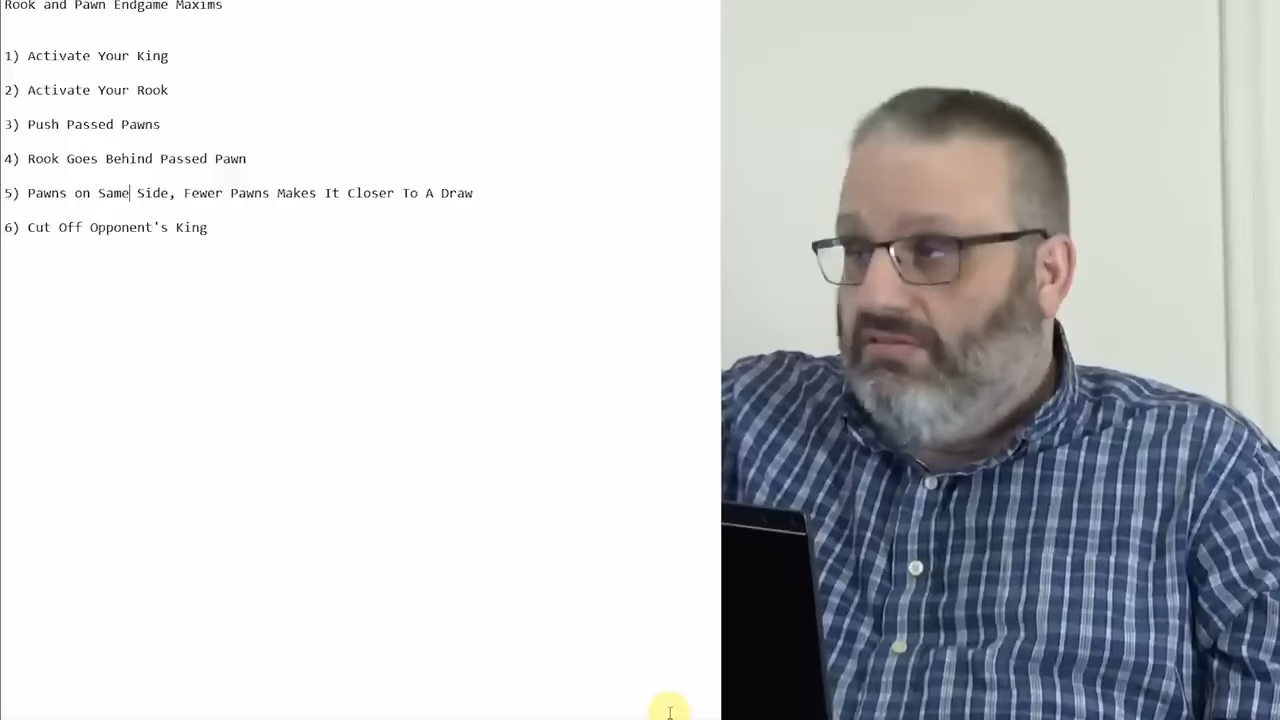 Rook and Pawn Endgame Maxims
1) Activate Your King
2) Activate Your Rook
3) Push Passed Pawns
4) Rook Goes Behind Passed Pawn
5) Pawns on Same Side, Fewer Pawns Makes It Closer To A Draw
6) Cut Off Opponent's King